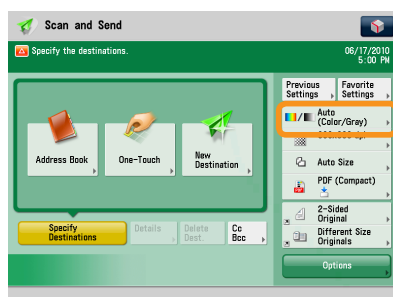 Scan and Send
Specify the destinations.
06/17/2010
5:00 PM
Previous
Settings
Favorite
Settings
Auto
(Color/Gray)
Address Book
One-Touch
New
Destination
Auto Size
PDF (Compact)
2-Sided
Original
Different Size
Originals
Specify
Destinations
Details
Delete
Dest.
Cc
Bcc
Options